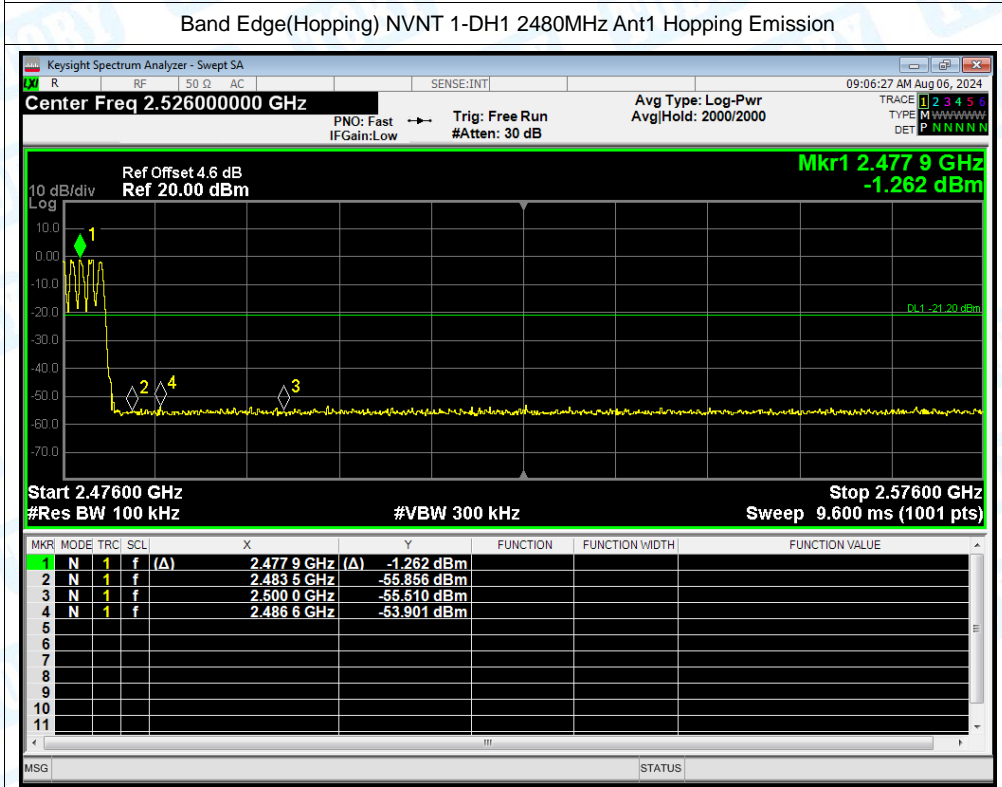 Band Edge(Hopping) NVNT 1-DH1 2480MHz Ant1 Hopping Emission
Keysight Spectrum Analyzer - Swept SA
LXI R RF 50 Ω AC SENSE:INT 09:06:27 AM Aug 06, 2024
Center Freq 2.526000000 GHz
PNO: Fast
IFGain:Low
Trig: Free Run
#Atten: 30 dB
Avg Type: Log-Pwr
Avg|Hold: 2000/2000
TRACE 1 2 3 4 5 6
TYPE M WWWWW
DET P N N N N N
Mkr1 2.477 9 GHz
-1.262 dBm
Ref Offset 4.6 dB
10 dB/div Ref 20.00 dBm
Log
10.0
0.00
-10.0
-20.0
-30.0
-40.0
-50.0
-60.0
-70.0
1
DL1 -21.20 dBm
2 4 3
Start 2.47600 GHz Stop 2.57600 GHz
#Res BW 100 kHz #VBW 300 kHz Sweep 9.600 ms (1001 pts)
MKR MODE TRC SCL X Y FUNCTION FUNCTION WIDTH FUNCTION VALUE
1 N 1 f (Δ) 2.477 9 GHz (Δ) -1.262 dBm
2 N 1 f 2.483 5 GHz -55.856 dBm
3 N 1 f 2.500 0 GHz -55.510 dBm
4 N 1 f 2.486 6 GHz -53.901 dBm
5
6
7
8
9
10
11
MSG STATUS